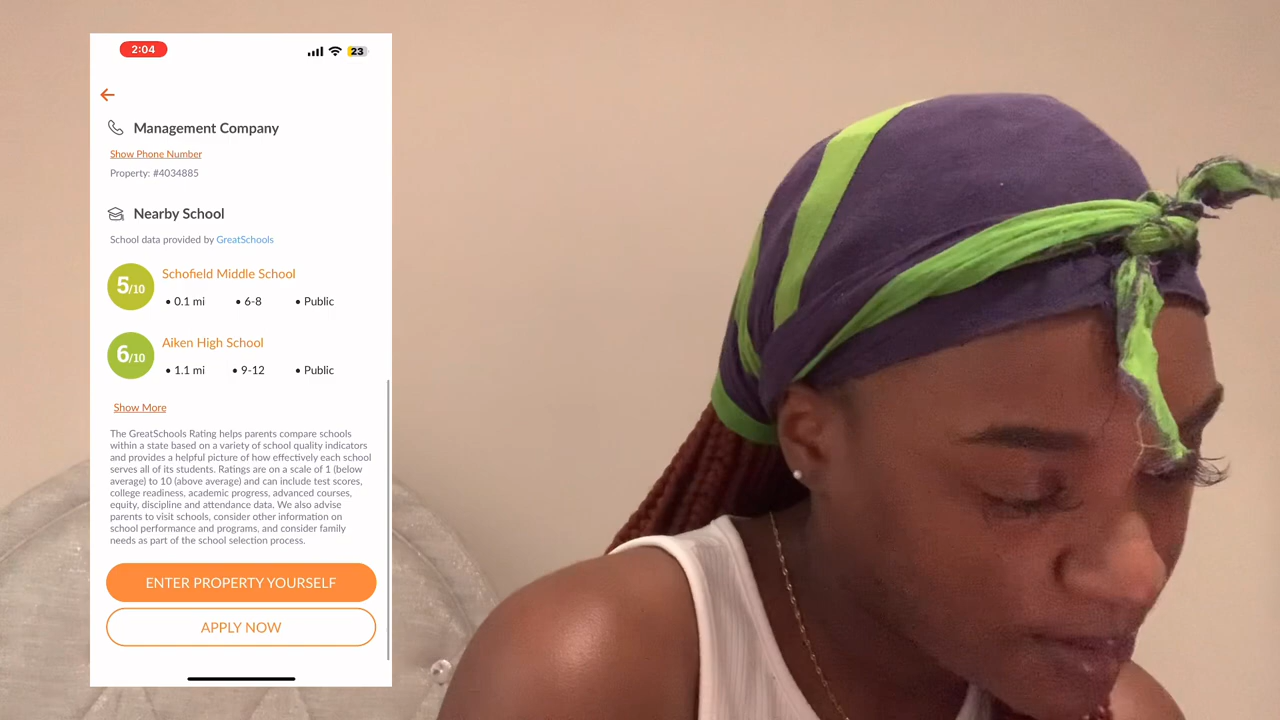 2:04
23
Management Company
Show Phone Number
Property: #4034885
Nearby School
School data provided by GreatSchools
5/10
Schofield Middle School
• 0.1 mi • 6-8 • Public
6/10
Aiken High School
• 1.1 mi • 9-12 • Public
Show More
The GreatSchools Rating helps parents compare schools
within a state based on a variety of school quality indicators
and provides a helpful picture of how effectively each school
serves all of its students. Ratings are on a scale of 1 (below
average) to 10 (above average) and can include test scores,
college readiness, academic progress, advanced courses,
equity, discipline and attendance data. We also advise
parents to visit schools, consider other information on
school performance and programs, and consider family
needs as part of the school selection process.
ENTER PROPERTY YOURSELF
APPLY NOW